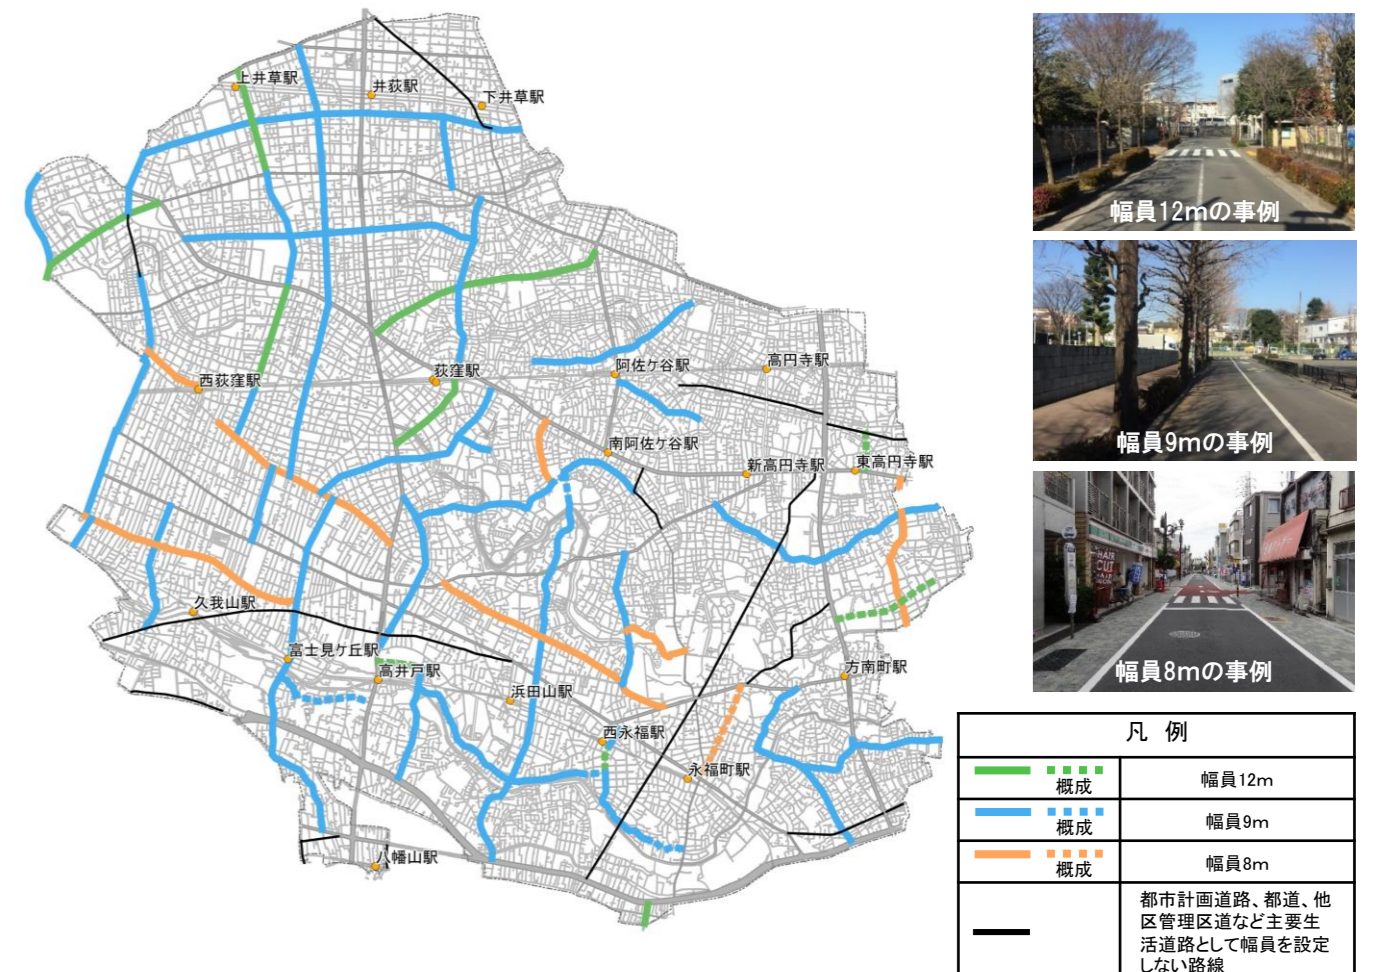 上井草駅
井荻駅
下井草駅
西荻窪駅
荻窪駅
阿佐ケ谷駅
高円寺駅
南阿佐ケ谷駅
新高円寺駅
東高円寺駅
久我山駅
富士見ケ丘駅
高井戸駅
浜田山駅
西永福駅
永福町駅
方南町駅
八幡山駅
幅員12mの事例
幅員9mの事例
HAIR
CUT
幅員8mの事例
凡 例
概成
幅員12m
概成
幅員9m
概成
幅員8m
都市計画道路、都道、他
区管理区道など主要生
活道路として幅員を設定
しない路線